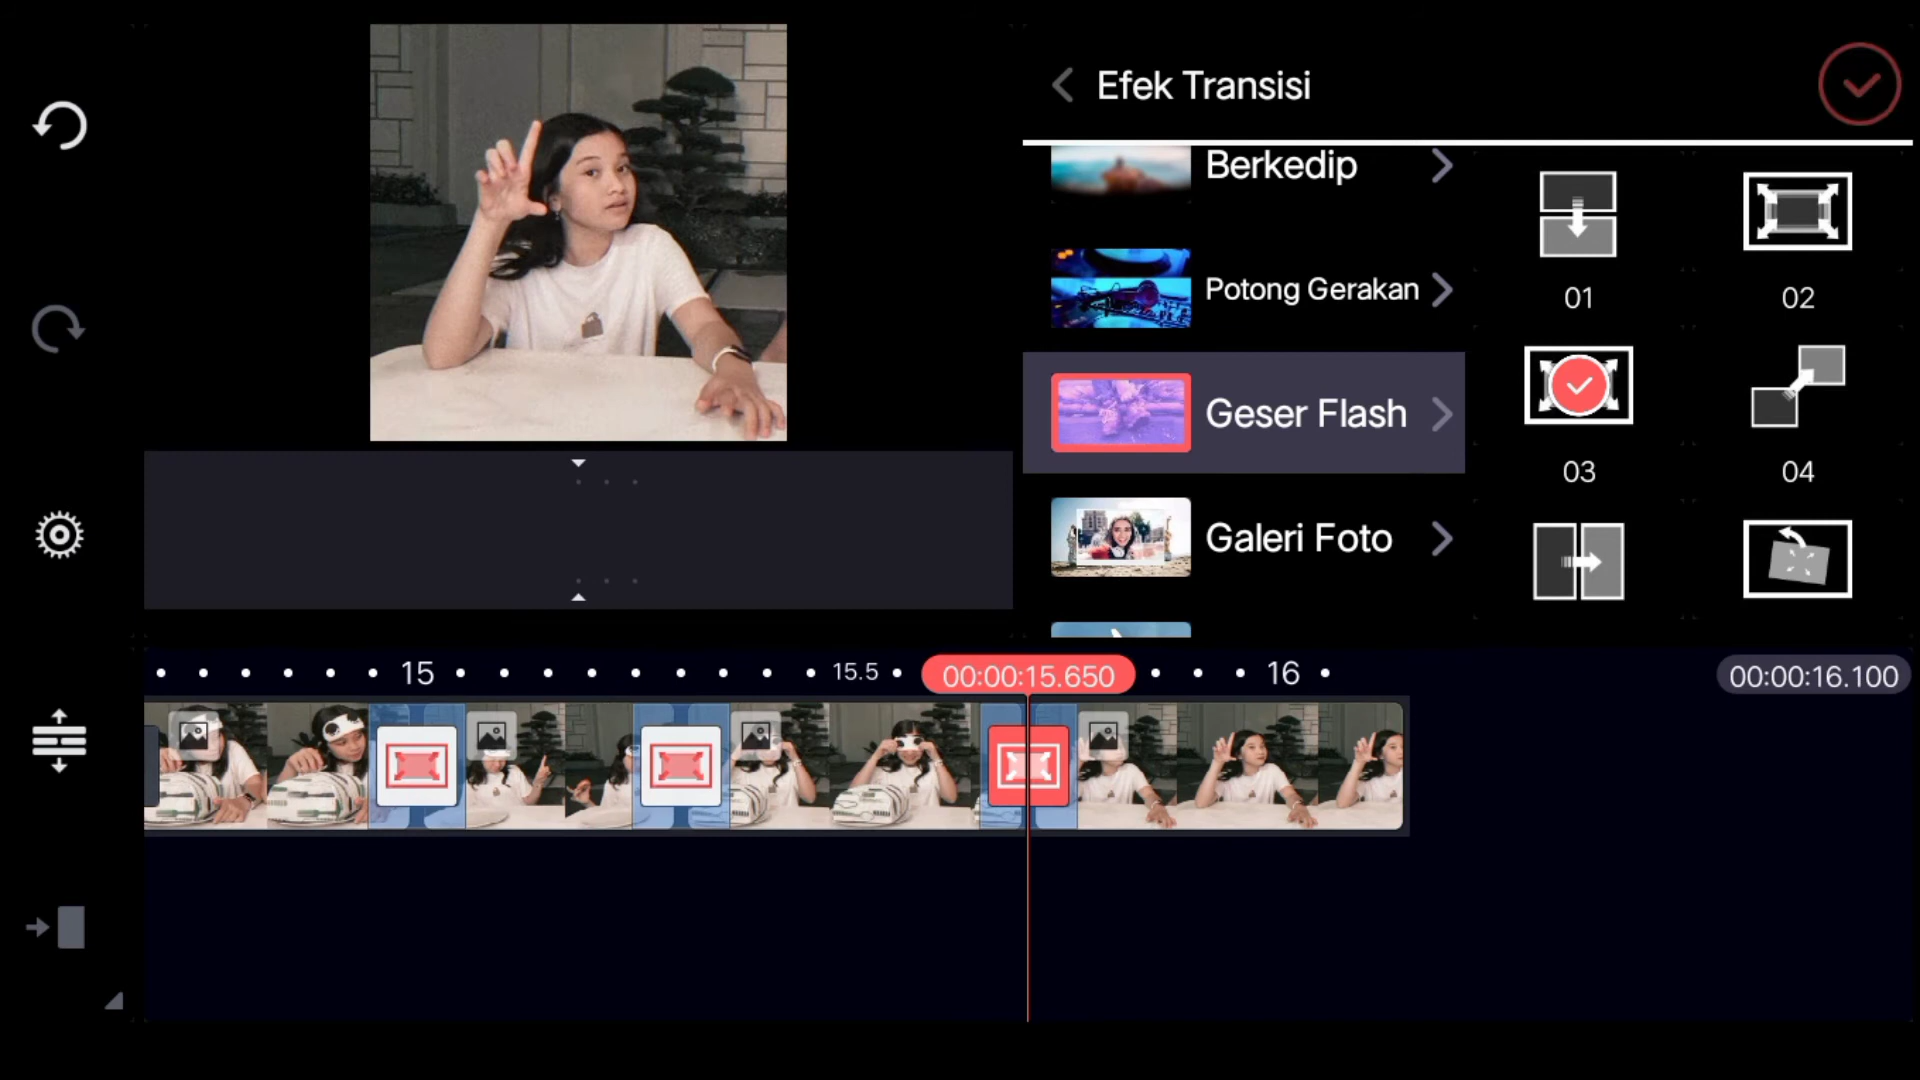 Efek Transisi
Berkedip
Potong Gerakan
Geser Flash
Galeri Foto
01
02
03
04
15
15.5
00:00:15.650
16
00:00:16.100